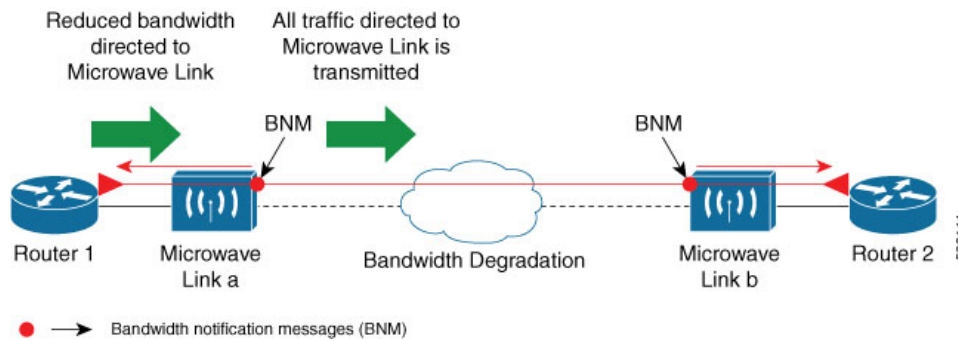 Reduced bandwidth
directed to
Microwave Link
All traffic directed to
Microwave Link is
transmitted
BNM
BNM
Router 1
Microwave
Link a
Bandwidth Degradation
Microwave
Link b
Router 2
Bandwidth notification messages (BNM)